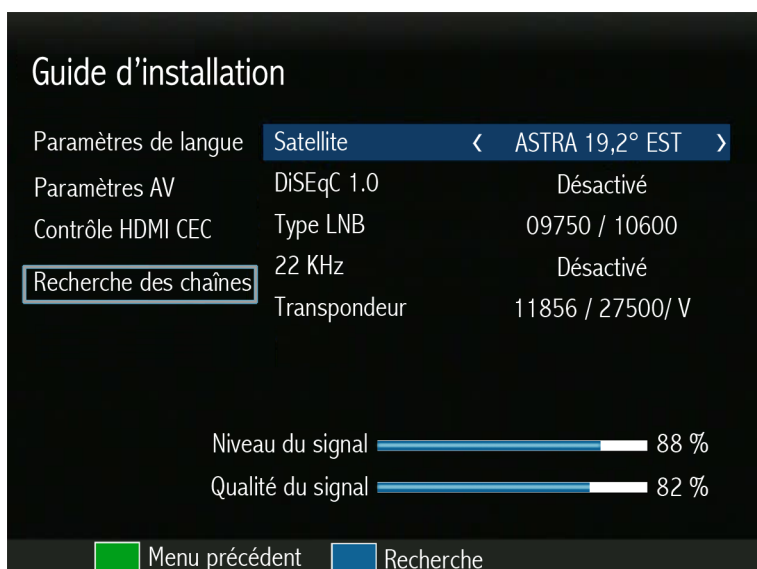 Guide d’installation
Paramètres de langue
Paramètres AV
Contrôle HDMI CEC
Recherche des chaînes
Satellite ‹ ASTRA 19,2° EST ›
DiSEqC 1.0 Désactivé
Type LNB 09750 / 10600
22 KHz Désactivé
Transpondeur 11856 / 27500/ V
Niveau du signal 88 %
Qualité du signal 82 %
Menu précédent Recherche